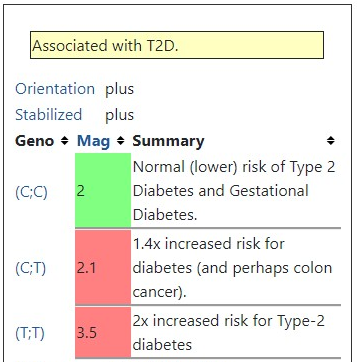 Associated with T2D.
Orientation plus
Stabilized plus
Geno Mag Summary
(C;C) 2 Normal (lower) risk of Type 2
Diabetes and Gestational
Diabetes.
(C;T) 2.1 1.4x increased risk for
diabetes (and perhaps colon
cancer).
(T;T) 3.5 2x increased risk for Type-2
diabetes